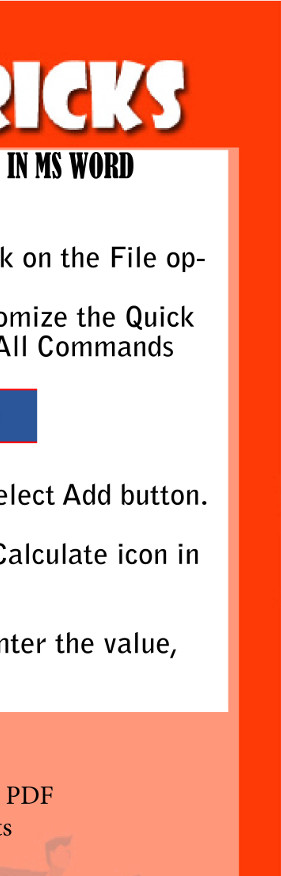 RICKS
IN MS WORD
k on the File op-
omize the Quick
All Commands
elect Add button.
Calculate icon in
nter the value,
PDF
ts